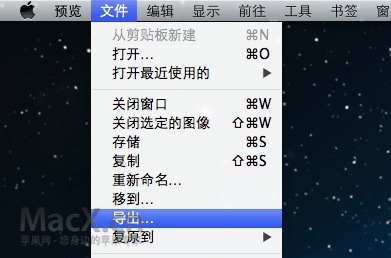 预览 文件 编辑 显示 前往 工具 书签 窗
从剪贴板新建 ⌘N
打开... ⌘O
打开最近使用的 ▶
关闭窗口 ⌘W
关闭选定的图像 ⇧⌘W
存储 ⌘S
复制 ⇧⌘S
重新命名...
移到...
导出...
复原到 ▶
MacX
苹果网 - 您身边的苹果